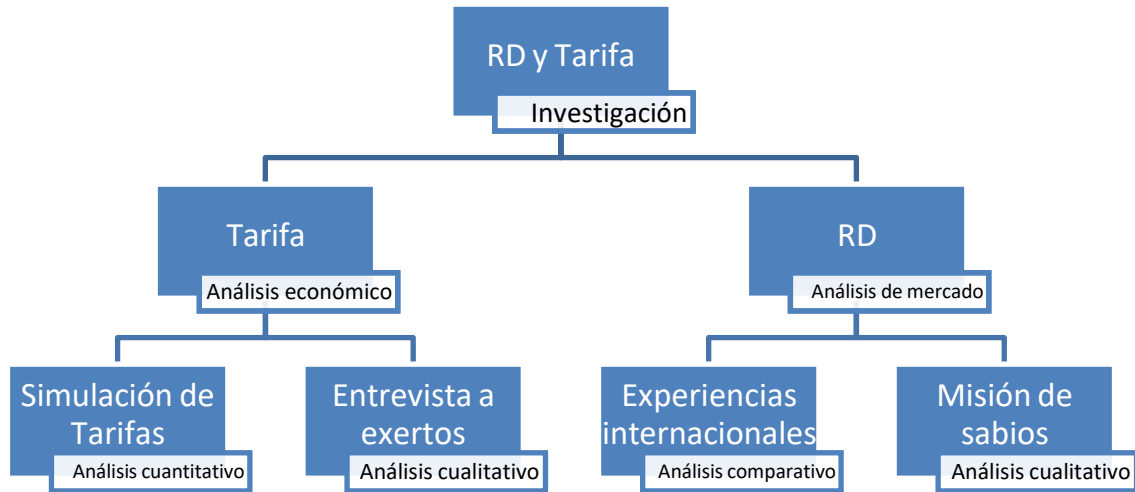 RD y Tarifa
Investigación
Tarifa
Análisis económico
RD
Análisis de mercado
Simulación de
Tarifas
Análisis cuantitativo
Entrevista a
exertos
Análisis cualitativo
Experiencias
internacionales
Análisis comparativo
Misión de
sabios
Análisis cualitativo